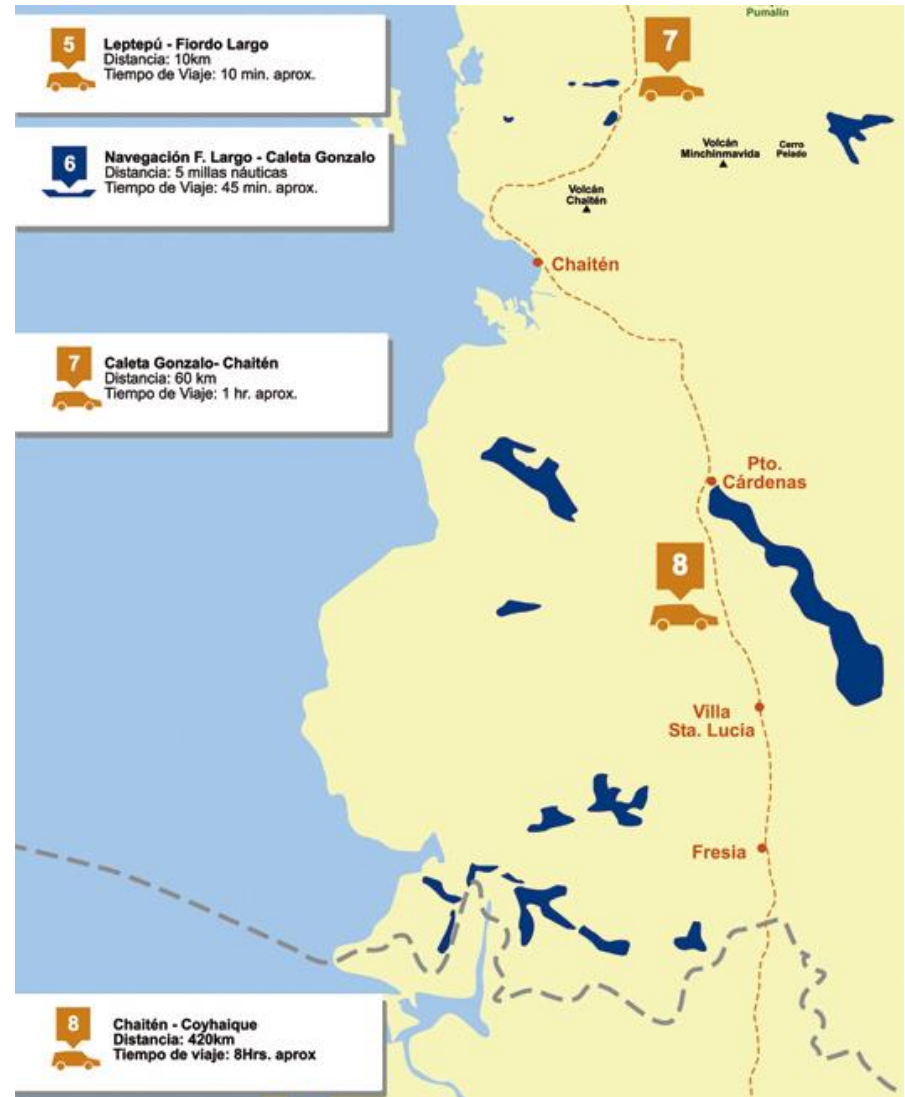 5
Leptepú - Fiordo Largo
Distancia: 10km
Tiempo de Viaje: 10 min. aprox.
6
Navegación F. Largo - Caleta Gonzalo
Distancia: 5 millas náuticas
Tiempo de Viaje: 45 min. aprox.
7
Caleta Gonzalo- Chaitén
Distancia: 60 km
Tiempo de Viaje: 1 hr. aprox.
8
Chaitén - Coyhaique
Distancia: 420km
Tiempo de viaje: 8Hrs. aprox
Pumalin
7
Volcán
Minchinmavida
Cerro
Pelado
Volcán
Chaitén
Chaitén
Pto.
Cárdenas
8
Villa
Sta. Lucia
Fresia